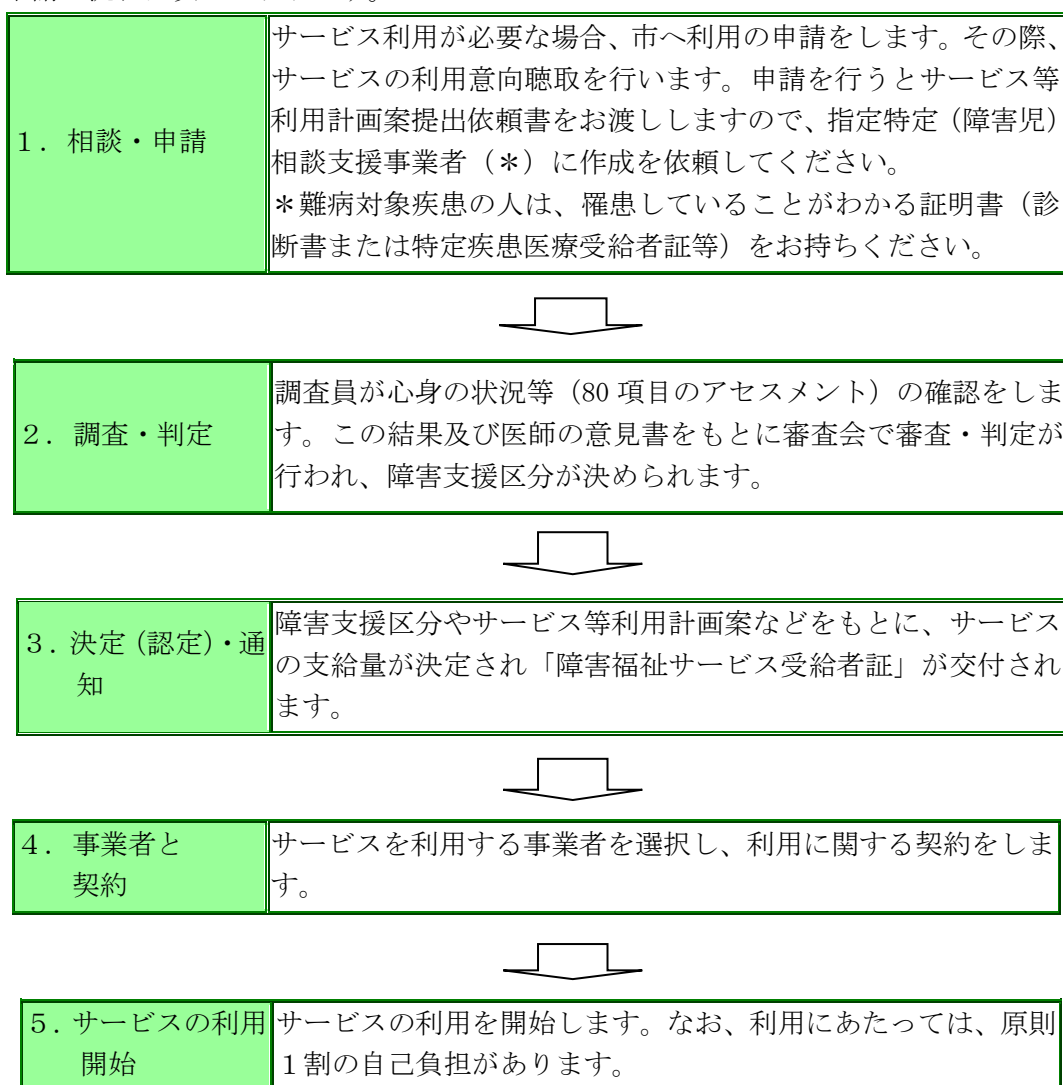 1．相談・申請
サービス利用が必要な場合、市へ利用の申請をします。その際、
サービスの利用意向聴取を行います。申請を行うとサービス等
利用計画案提出依頼書をお渡ししますので、指定特定（障害児）
相談支援事業者（＊）に作成を依頼してください。
＊難病対象疾患の人は、罹患していることがわかる証明書（診
断書または特定疾患医療受給者証等）をお持ちください。
2．調査・判定
調査員が心身の状況等（80 項目のアセスメント）の確認をしま
す。この結果及び医師の意見書をもとに審査会で審査・判定が
行われ、障害支援区分が決められます。
3．決定（認定）・通
知
障害支援区分やサービス等利用計画案などをもとに、サービス
の支給量が決定され「障害福祉サービス受給者証」が交付され
ます。
4．事業者と
契約
サービスを利用する事業者を選択し、利用に関する契約をしま
す。
5．サービスの利用
開始
サービスの利用を開始します。なお、利用にあたっては、原則
１割の自己負担があります。